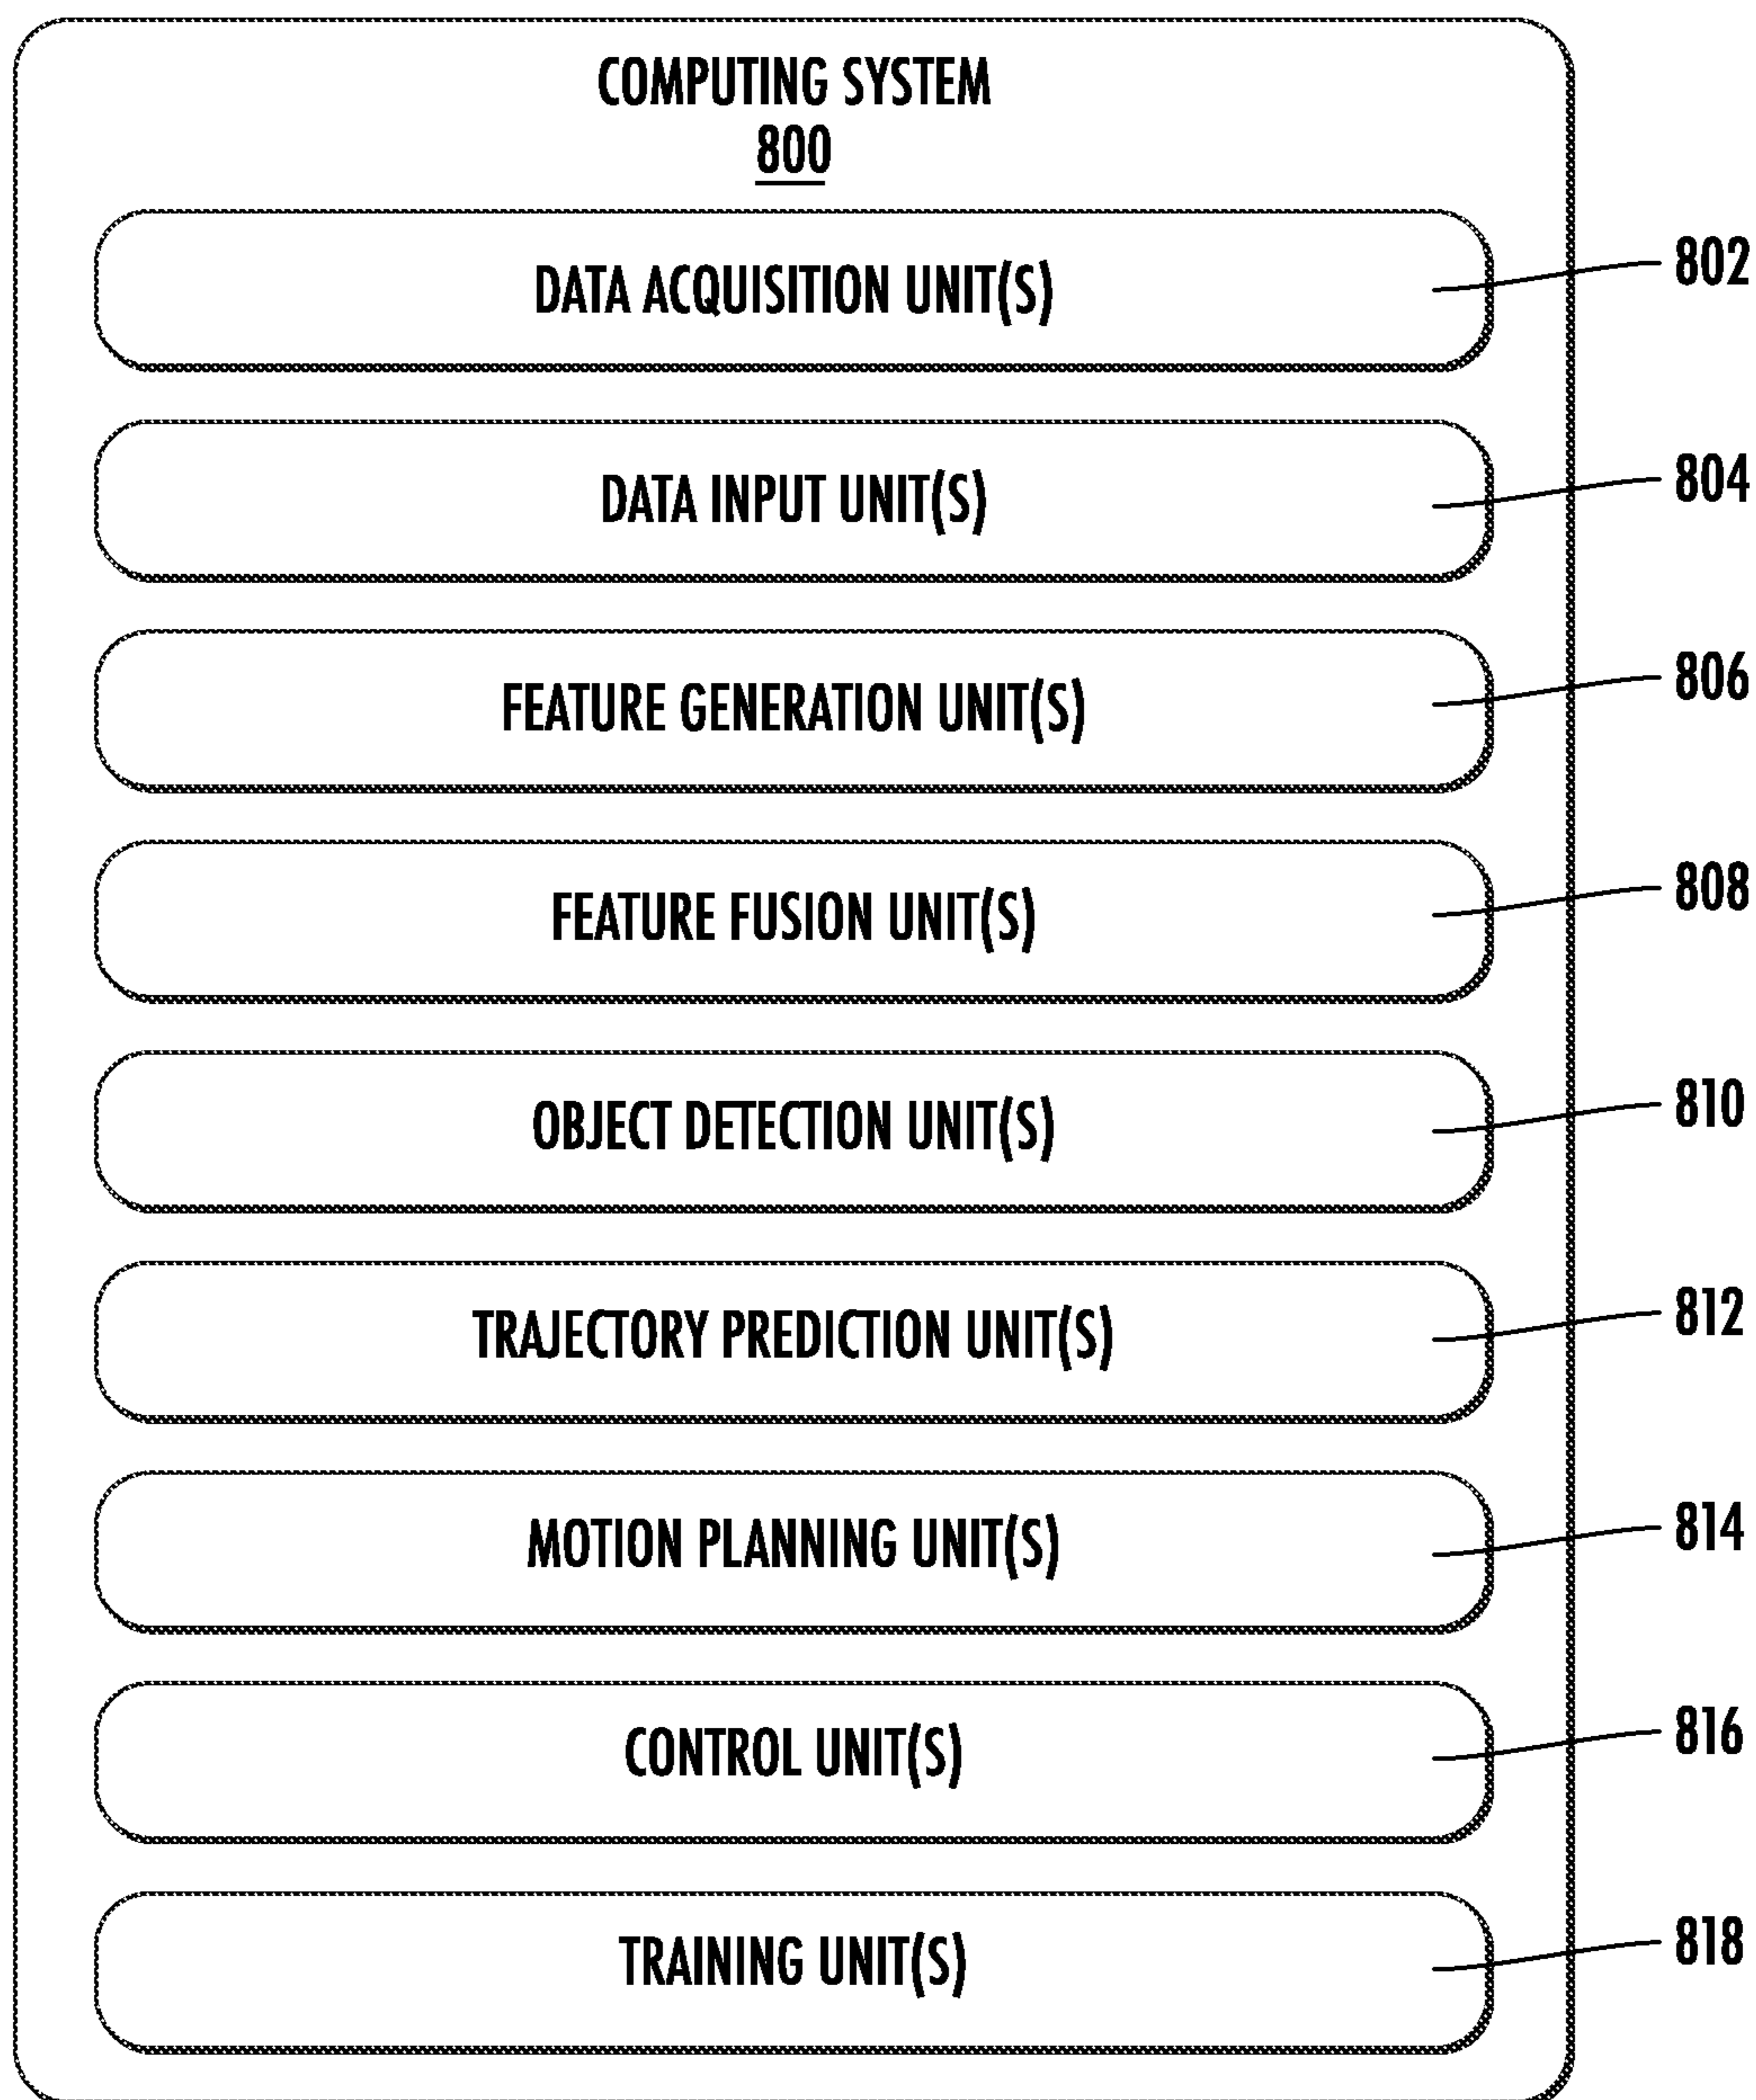 COMPUTING SYSTEM
800
DATA ACQUISITION UNIT(S) 802
DATA INPUT UNIT(S) 804
FEATURE GENERATION UNIT(S) 806
FEATURE FUSION UNIT(S) 808
OBJECT DETECTION UNIT(S) 810
TRAJECTORY PREDICTION UNIT(S) 812
MOTION PLANNING UNIT(S) 814
CONTROL UNIT(S) 816
TRAINING UNIT(S) 818